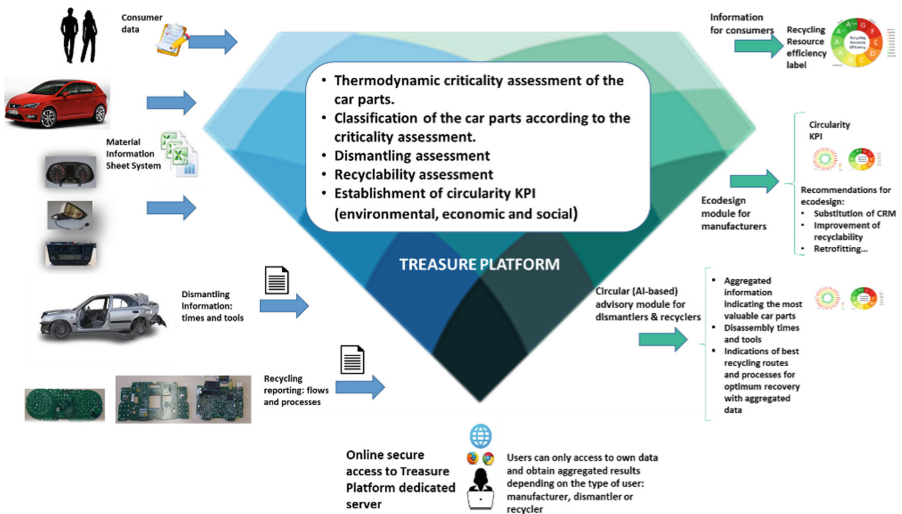 Consumer
data
Material
Information
Sheet System
Dismantling
information:
times and tools
Recycling
reporting: flows
and processes
• Thermodynamic criticality assessment of the
car parts.
• Classification of the car parts according to the
criticality assessment.
• Dismantling assessment
• Recyclability assessment
• Establishment of circularity KPI
(environmental, economic and social)
TREASURE PLATFORM
Information
for consumers
Recycling
Resource
efficiency
label
Recycling
Resource
Efficiency
Ecodesign
module for
manufacturers
Circularity
KPI
Recommendations for
ecodesign:
• Substitution of CRM
• Improvement of
recyclability
• Retrofitting...
Circular (AI-based)
advisory module for
dismantlers & recyclers
• Aggregated
information
indicating the most
valuable car parts
• Disassembly times
and tools
• Indications of best
recycling routes
and processes for
optimum recovery
with aggregated
data
Online secure
access to Treasure
Platform dedicated
server
Users can only access to own data
and obtain aggregated results
depending on the type of user:
manufacturer, dismantler or
recycler